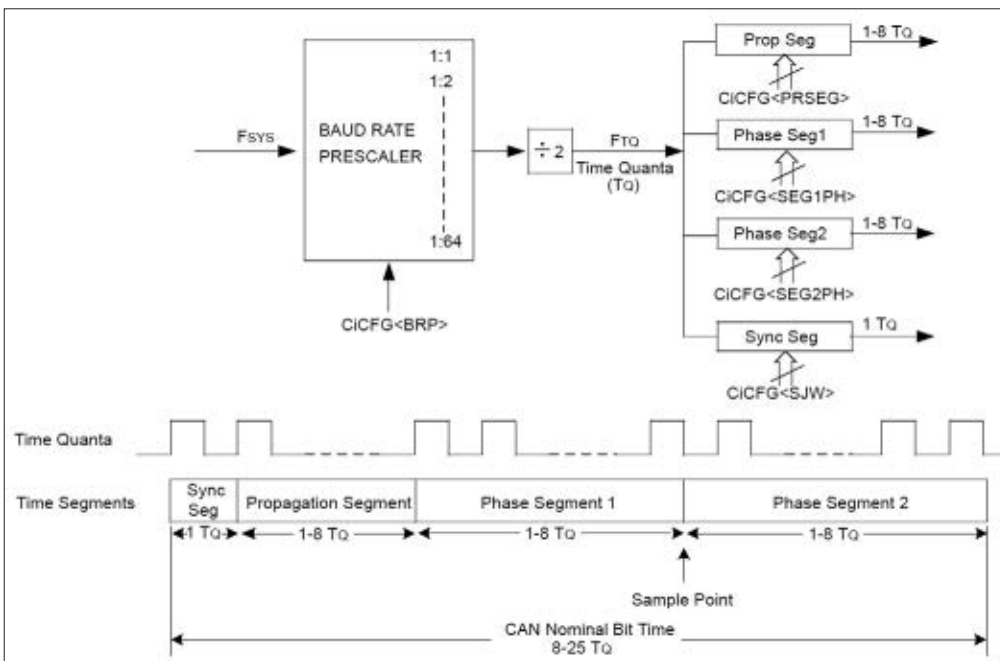 Prop Seg
1-8 TQ
CiCFG<PRSEG>
1:1
1:2
1:64
FSYS
BAUD RATE
PRESCALER
÷ 2
FTQ
Time Quanta
(TQ)
Phase Seg1
1-8 TQ
CiCFG<SEG1PH>
Phase Seg2
1-8 TQ
CiCFG<SEG2PH>
CiCFG<BRP>
Sync Seg
1 TQ
CiCFG<SJW>
Time Quanta
Time Segments
Sync
Seg
Propagation Segment
Phase Segment 1
Phase Segment 2
1 TQ
1-8 TQ
1-8 TQ
1-8 TQ
Sample Point
CAN Nominal Bit Time
8-25 TQ